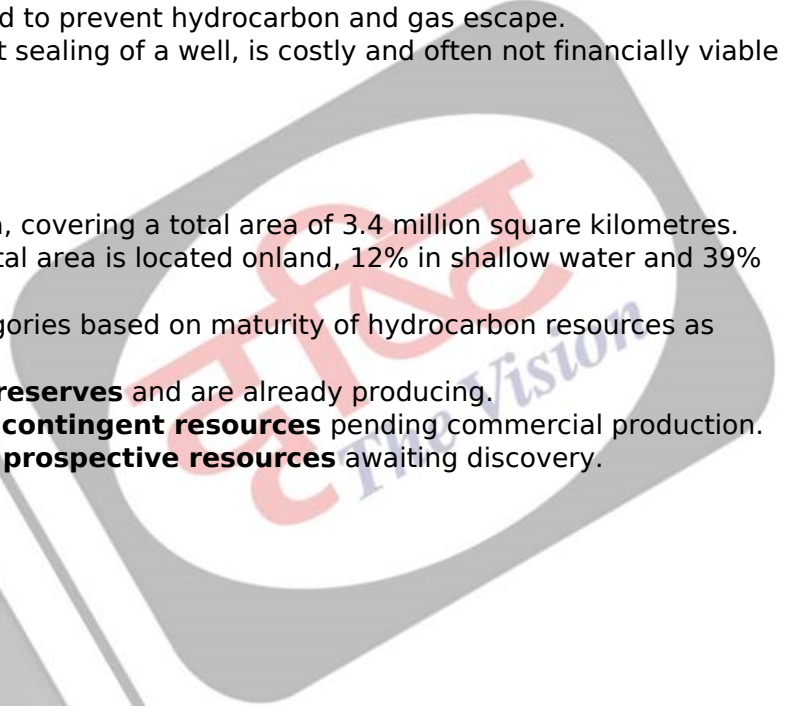 d to prevent hydrocarbon and gas escape.
t sealing of a well, is costly and often not financially viable
, covering a total area of 3.4 million square kilometres.
tal area is located onland, 12% in shallow water and 39%
gories based on maturity of hydrocarbon resources as
reserves and are already producing.
contingent resources pending commercial production.
prospective resources awaiting discovery.
दृष्टि
The Vision